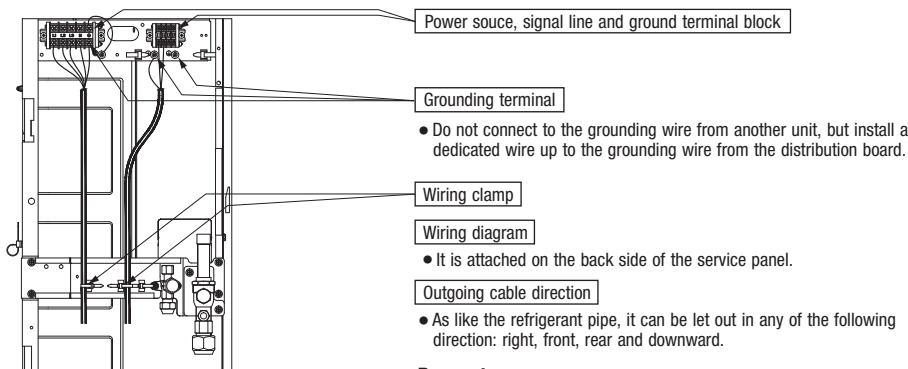 Power souce, signal line and ground terminal block
Grounding terminal
● Do not connect to the grounding wire from another unit, but install a
dedicated wire up to the grounding wire from the distribution board.
Wiring clamp
Wiring diagram
● It is attached on the back side of the service panel.
Outgoing cable direction
● As like the refrigerant pipe, it can be let out in any of the following
direction: right, front, rear and downward.